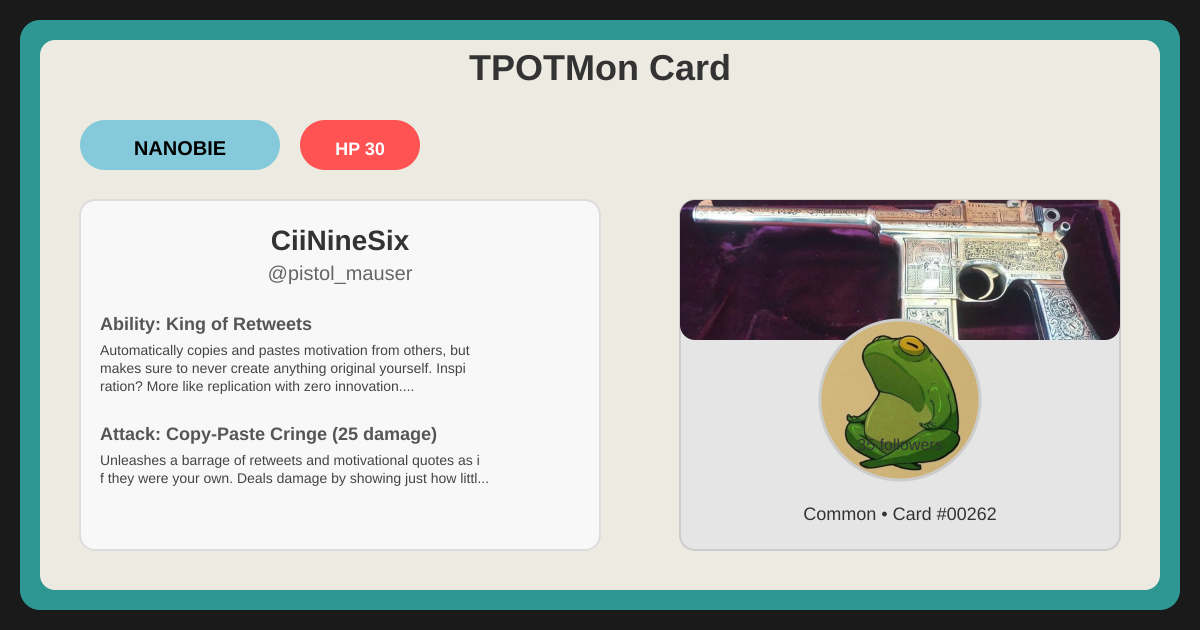 TPOTMon Card
NANOBIE
HP 30
CiiNineSix
@pistol_mauser
Ability: King of Retweets
Automatically copies and pastes motivation from others, but
makes sure to never create anything original yourself. Inspi
ration? More like replication with zero innovation....
Attack: Copy-Paste Cringe (25 damage)
Unleashes a barrage of retweets and motivational quotes as i
f they were your own. Deals damage by showing just how littl...
35 followers
Common • Card #00262